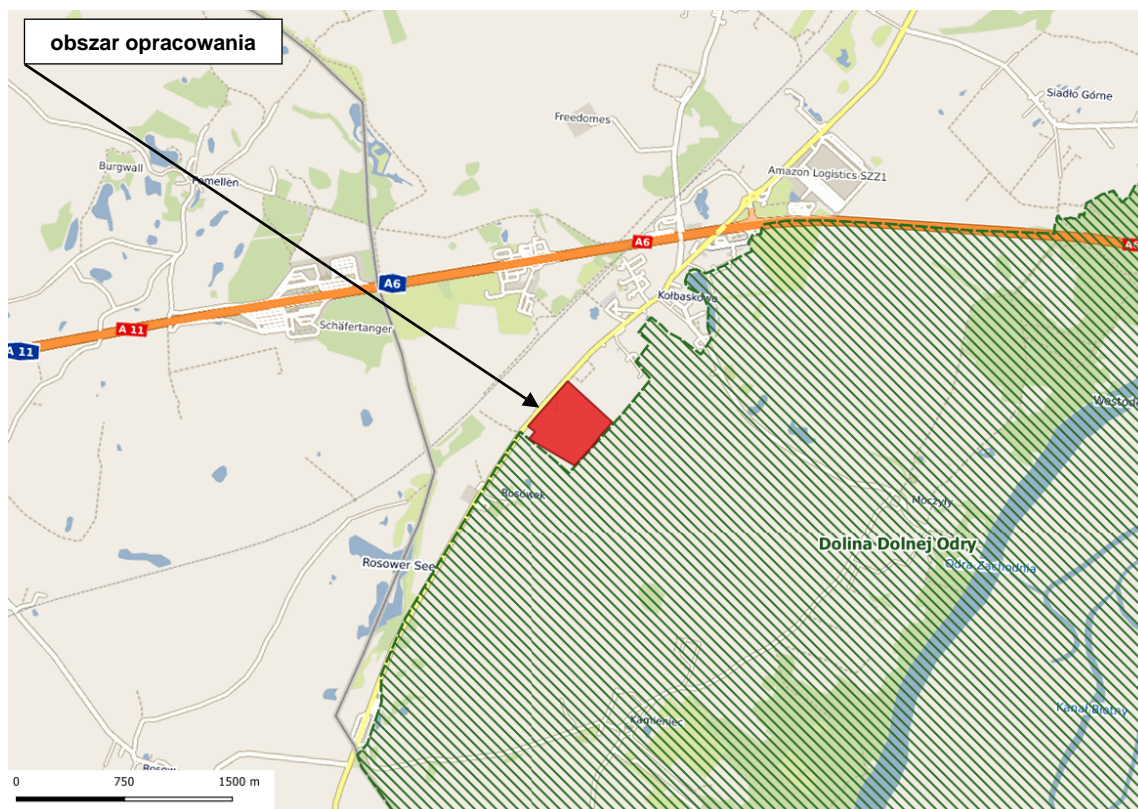 obszar opracowania
Siadło Górne
Freedomes
Amazon Logistics SZZ1
Burgwall
Pomellen
A6
A6
A6
Kołbaskowo
A 11
Schäfertanger
A 11
Rosówek
Moczyły
Dolina Dolnej Odry
Odra Zachodnia
Rosower See
Kamieniec
Kanał Błotny
0 750 1500 m